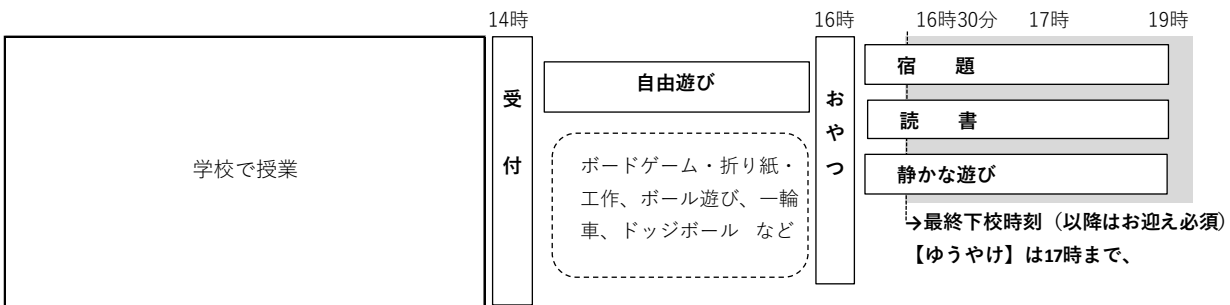 14時 16時 16時30分 17時 19時
学校で授業
受付
自由遊び
ボードゲーム・折り紙・
工作、ボール遊び、一輪
車、ドッジボール など
おやつ
宿 題
読 書
静かな遊び
→最終下校時刻（以降はお迎え必須）
【ゆうやけ】は17時まで、